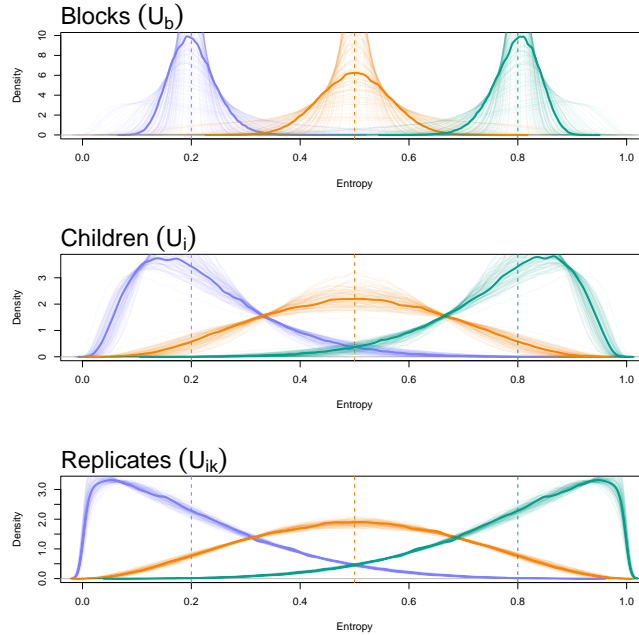 Blocks (U_b)
Density
0 2 4 6 8 10
0.0 0.2 0.4 0.6 0.8 1.0
Entropy
Children (U_i)
Density
0 1 2 3
0.0 0.2 0.4 0.6 0.8 1.0
Entropy
Replicates (U_ik)
Density
0.0 1.0 2.0 3.0
0.0 0.2 0.4 0.6 0.8 1.0
Entropy